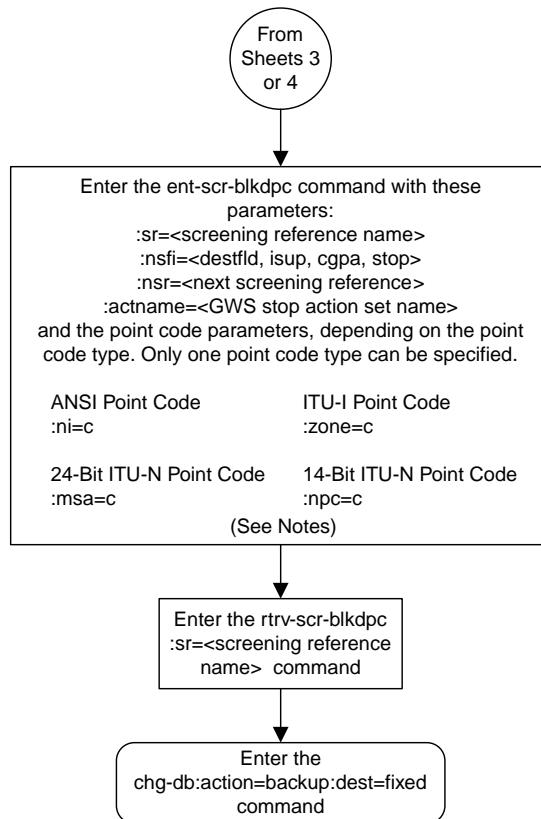 From
Sheets 3
or 4
Enter the ent-scr-blkdpc command with these
parameters:
:sr=<screening reference name>
:nsfi=<destfld, isup, cgpa, stop>
:nsr=<next screening reference>
:actname=<GWS stop action set name>
and the point code parameters, depending on the point
code type. Only one point code type can be specified.
ANSI Point Code
:ni=c
ITU-I Point Code
:zone=c
24-Bit ITU-N Point Code
:msa=c
14-Bit ITU-N Point Code
:npc=c
(See Notes)
Enter the rtrv-scr-blkdpc
:sr=<screening reference
name> command
Enter the
chg-db:action=backup:dest=fixed
command